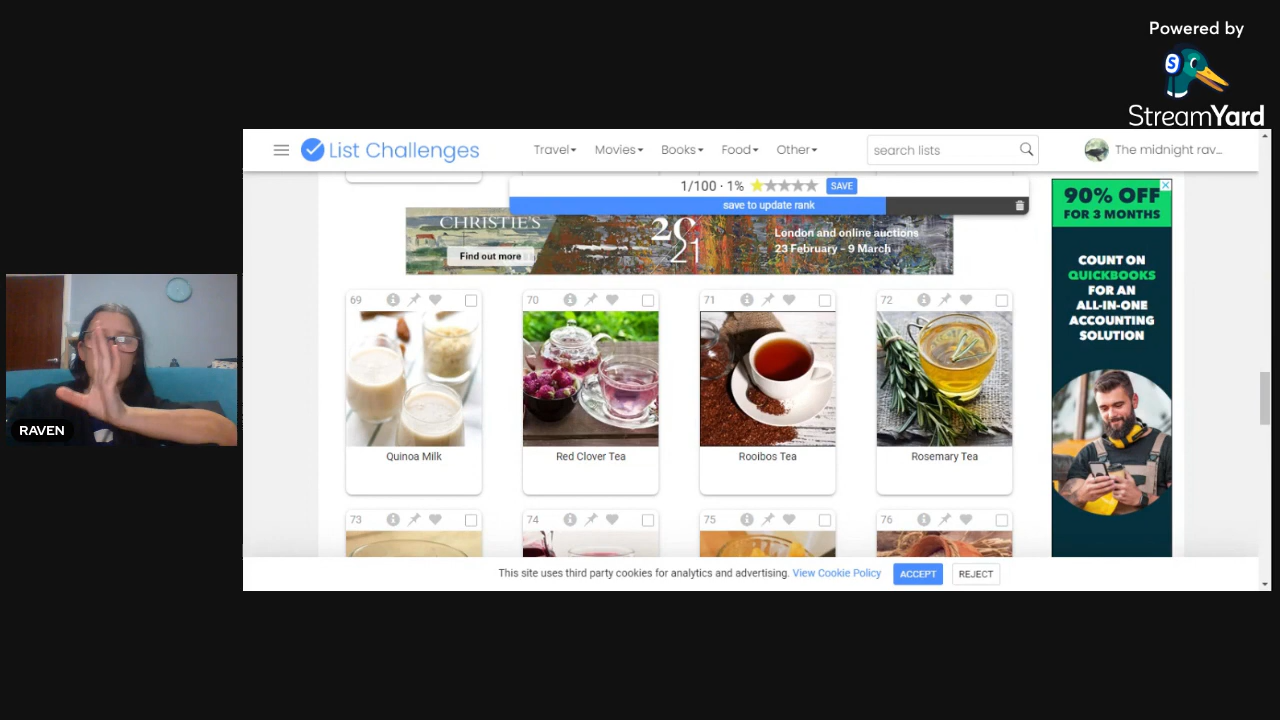 Powered by
S
StreamYard
List Challenges
Travel
Movies
Books
Food
Other
search lists
The midnight rav...
1/100 · 1%
SAVE
save to update rank
CHRISTIE'S
Find out more
20
21
London and online auctions
23 February – 9 March
90% OFF
FOR 3 MONTHS
COUNT ON
QUICKBOOKS
FOR AN
ALL-IN-ONE
ACCOUNTING
SOLUTION
69
70
71
72
Quinoa Milk
Red Clover Tea
Rooibos Tea
Rosemary Tea
73
74
75
76
RAVEN
This site uses third party cookies for analytics and advertising. View Cookie Policy
ACCEPT
REJECT